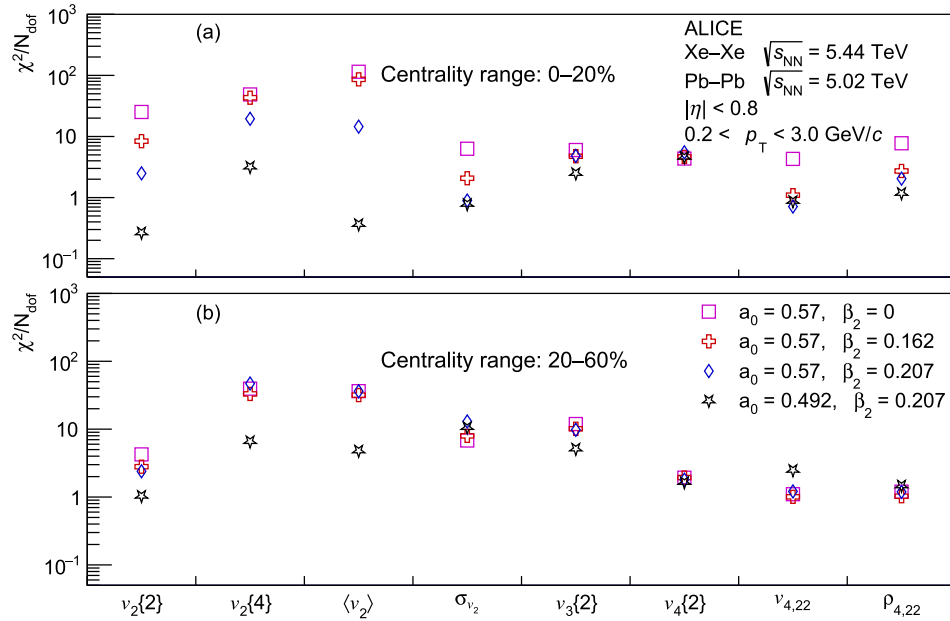 (a)
ALICE
Xe–Xe √s_NN = 5.44 TeV
Pb–Pb √s_NN = 5.02 TeV
|η| < 0.8
0.2 < p_T < 3.0 GeV/c
Centrality range: 0–20%
χ²/N_dof
10³
10²
10
1
10⁻¹
(b)
Centrality range: 20–60%
a₀ = 0.57, β₂ = 0
a₀ = 0.57, β₂ = 0.162
a₀ = 0.57, β₂ = 0.207
a₀ = 0.492, β₂ = 0.207
χ²/N_dof
10³
10²
10
1
10⁻¹
v₂{2} v₂{4} ⟨v₂⟩ σ_v₂ v₃{2} v₄{2} v₄,₂₂ ρ₄,₂₂